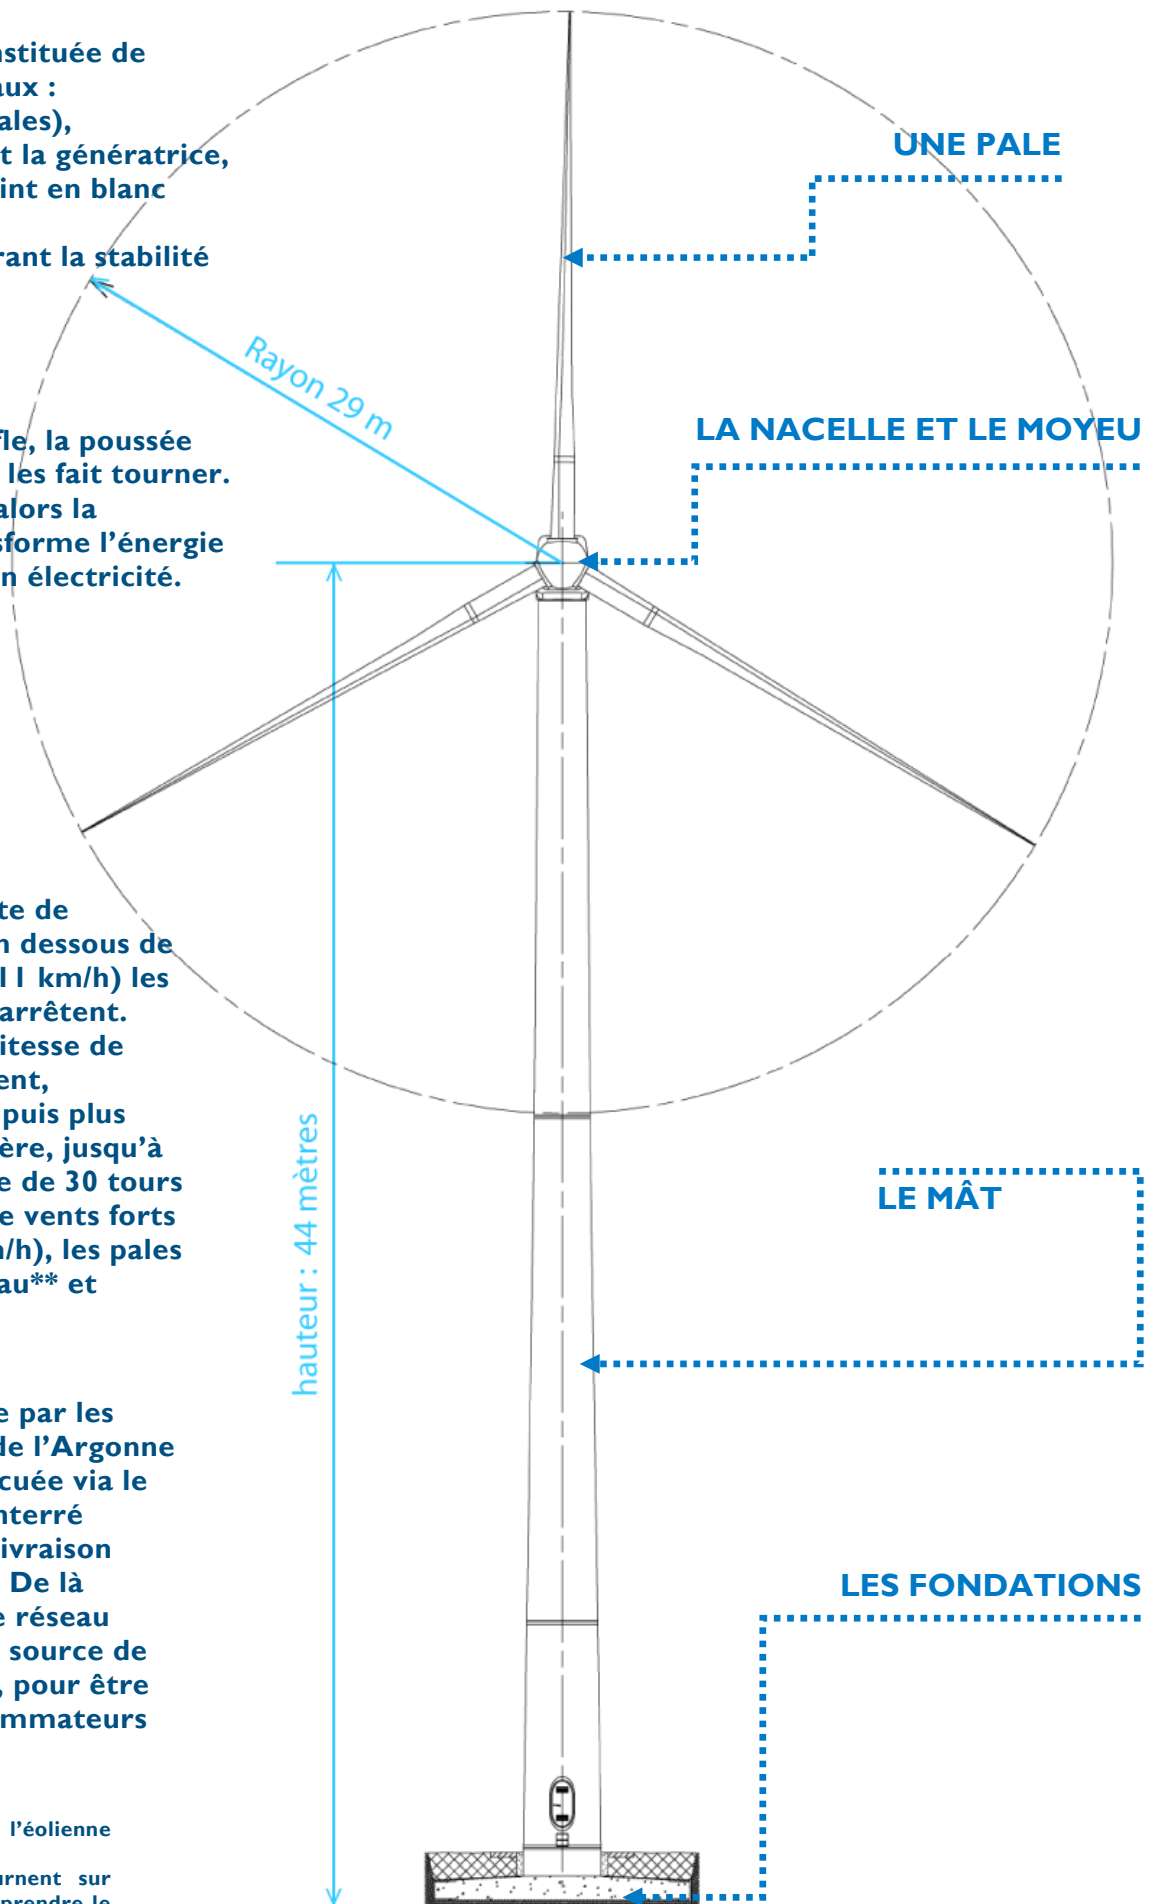 nstituée de
aux :
ales),
t la génératrice,
int en blanc
rant la stabilité
fle, la poussée
les fait tourner.
alors la
sforme l'énergie
n électricité.
te de
n dessous de
11 km/h) les
arrêtent.
itesse de
ent,
puis plus
ère, jusqu'à
e de 30 tours
e vents forts
n/h), les pales
au** et
e par les
de l'Argonne
cuée via le
nterré
ivraison
. De là
e réseau
source de
, pour être
mmateurs
l'éolienne
urnent sur
prendre le
UNE PALE
Rayon 29 m
LA NACELLE ET LE MOYEU
hauteur : 44 mètres
LE MÂT
LES FONDATIONS